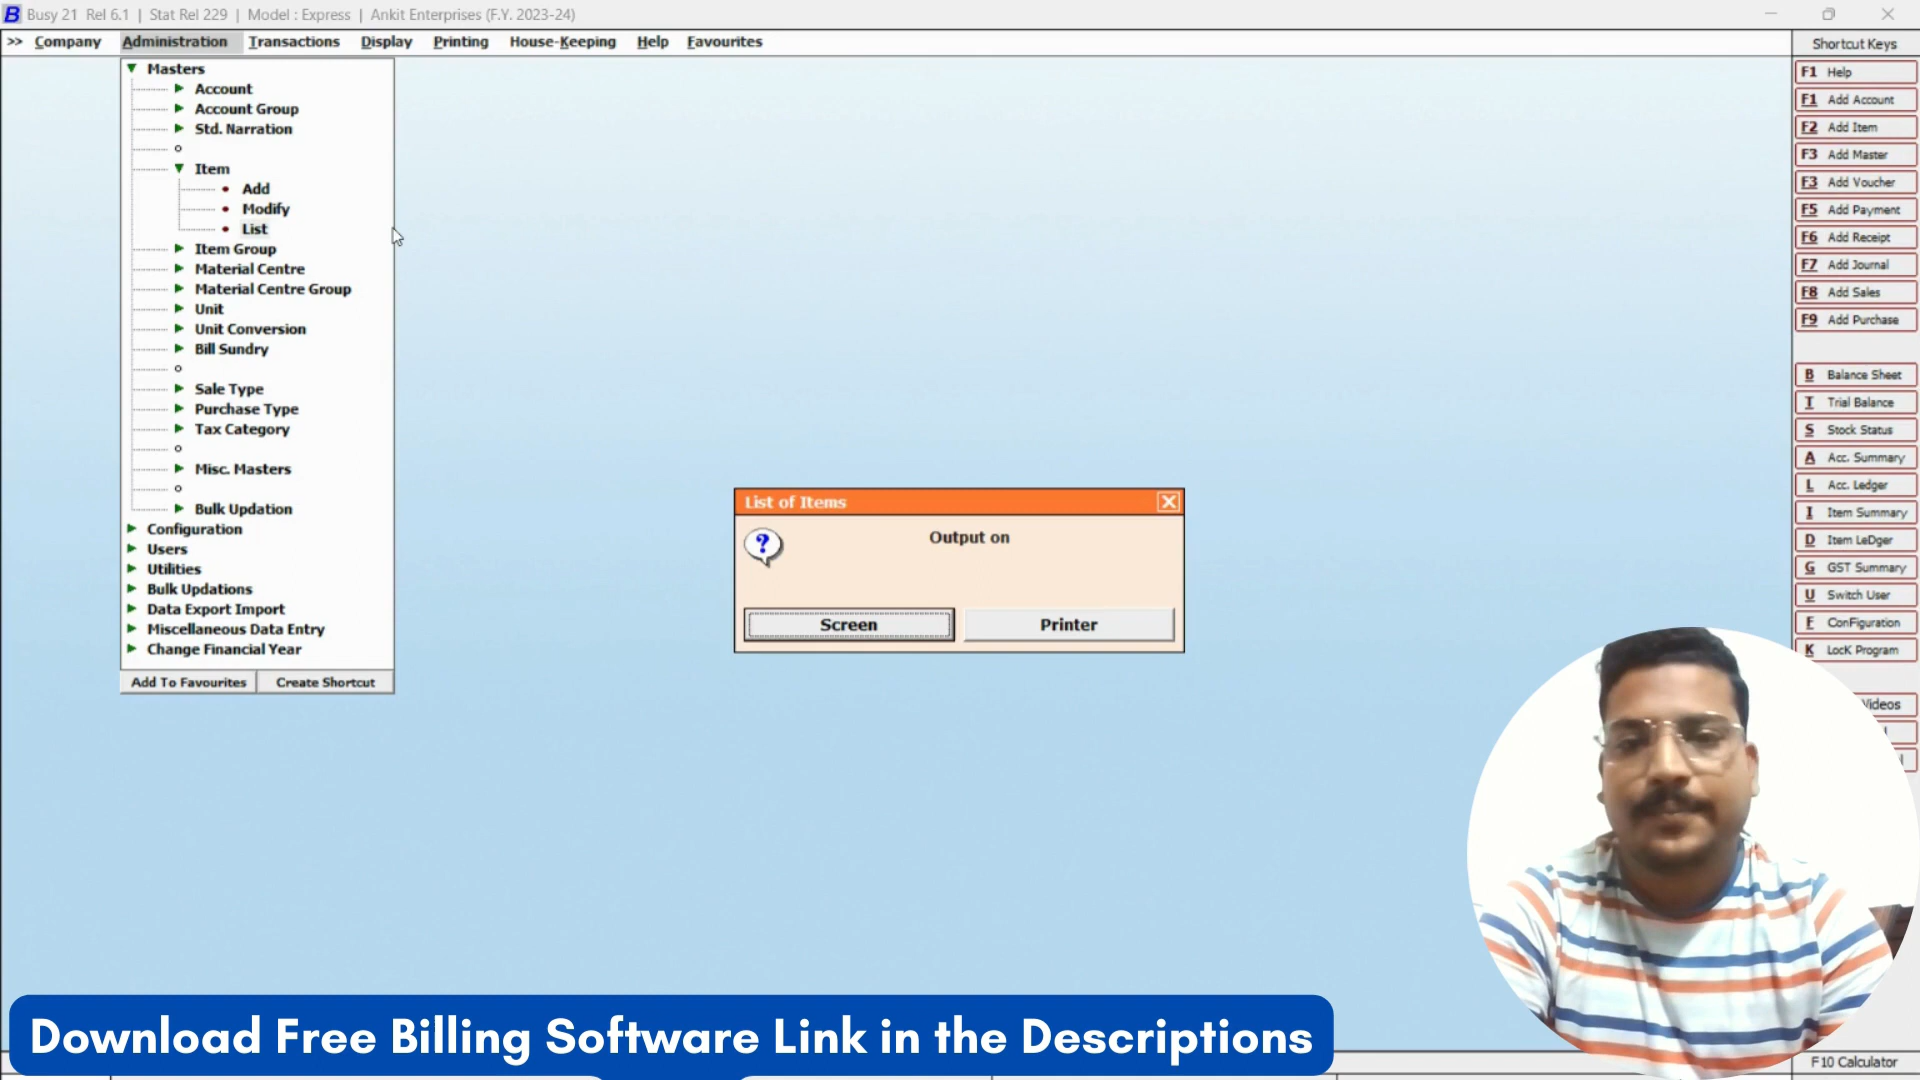 B Busy 21 Rel 6.1 | Stat Rel 229 | Model : Express | Ankit Enterprises (F.Y. 2023-24)
>> Company Administration Transactions Display Printing House-Keeping Help Favourites
Masters
Account
Account Group
Std. Narration
Item
Add
Modify
List
Item Group
Material Centre
Material Centre Group
Unit
Unit Conversion
Bill Sundry
Sale Type
Purchase Type
Tax Category
Misc. Masters
Bulk Updation
Configuration
Users
Utilities
Bulk Updations
Data Export Import
Miscellaneous Data Entry
Change Financial Year
Add To Favourites Create Shortcut
List of Items
? Output on
Screen Printer
Shortcut Keys
F1 Help
F1 Add Account
F2 Add Item
F3 Add Master
F3 Add Voucher
F5 Add Payment
F6 Add Receipt
F7 Add Journal
F8 Add Sales
F9 Add Purchase
B Balance Sheet
T Trial Balance
S Stock Status
A Acc. Summary
L Acc. Ledger
I Item Summary
D Item LeDger
G GST Summary
U Switch User
F ConFiguration
K LocK Program
Videos
F10 Calculator
Download Free Billing Software Link in the Descriptions